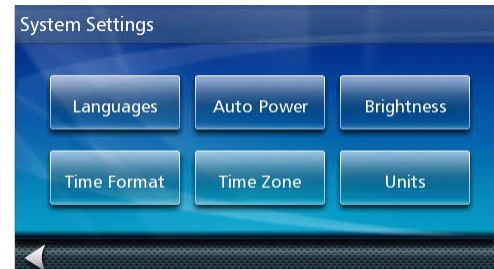 System Settings
Languages Auto Power Brightness
Time Format Time Zone Units